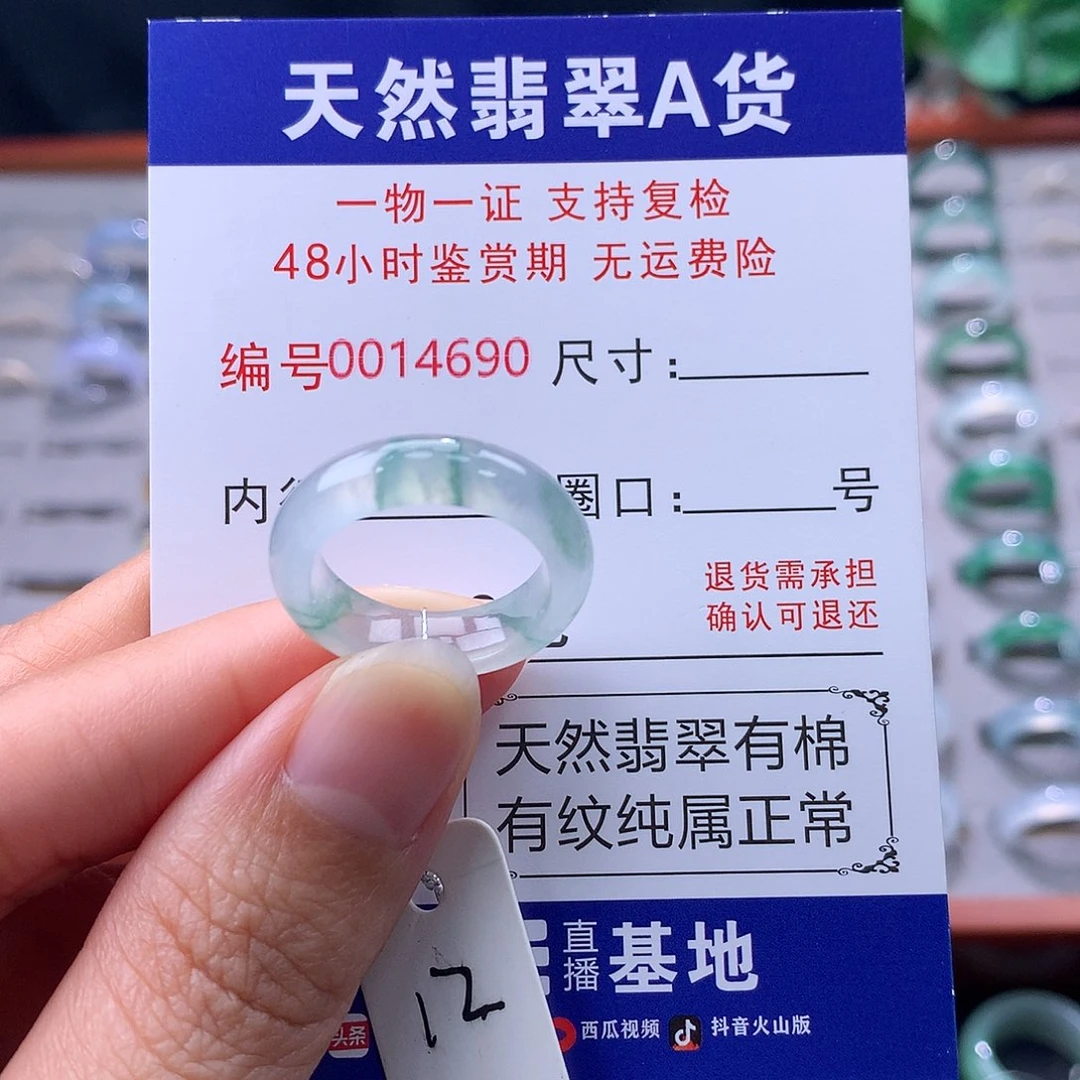 天然翡翠A货
一物一证 支持复检
48小时鉴赏期 无运费险
编号0014690 尺寸:
内 圈口: 号
退货需承担
确认可退还
天然翡翠有棉
有纹纯属正常
直播 基地
头条 西瓜视频 抖音火山版
12